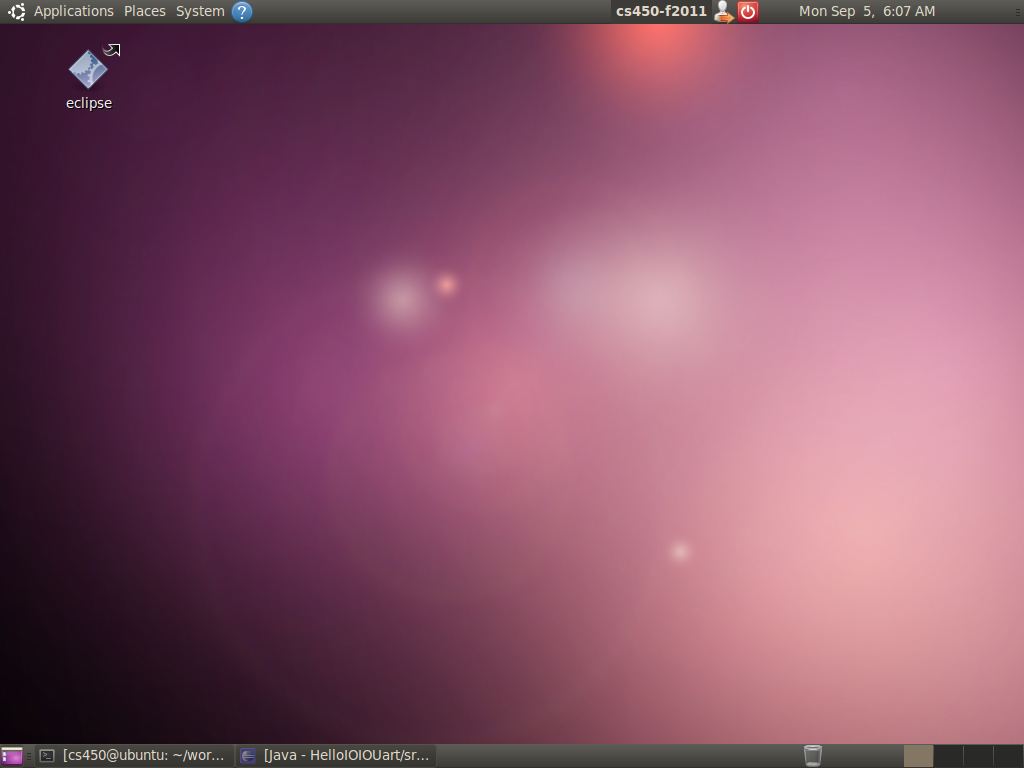 Applications Places System ? cs450-f2011 Mon Sep 5, 6:07 AM
eclipse
[cs450@ubuntu: ~/wor... [Java - HelloIOIOUart/sr...